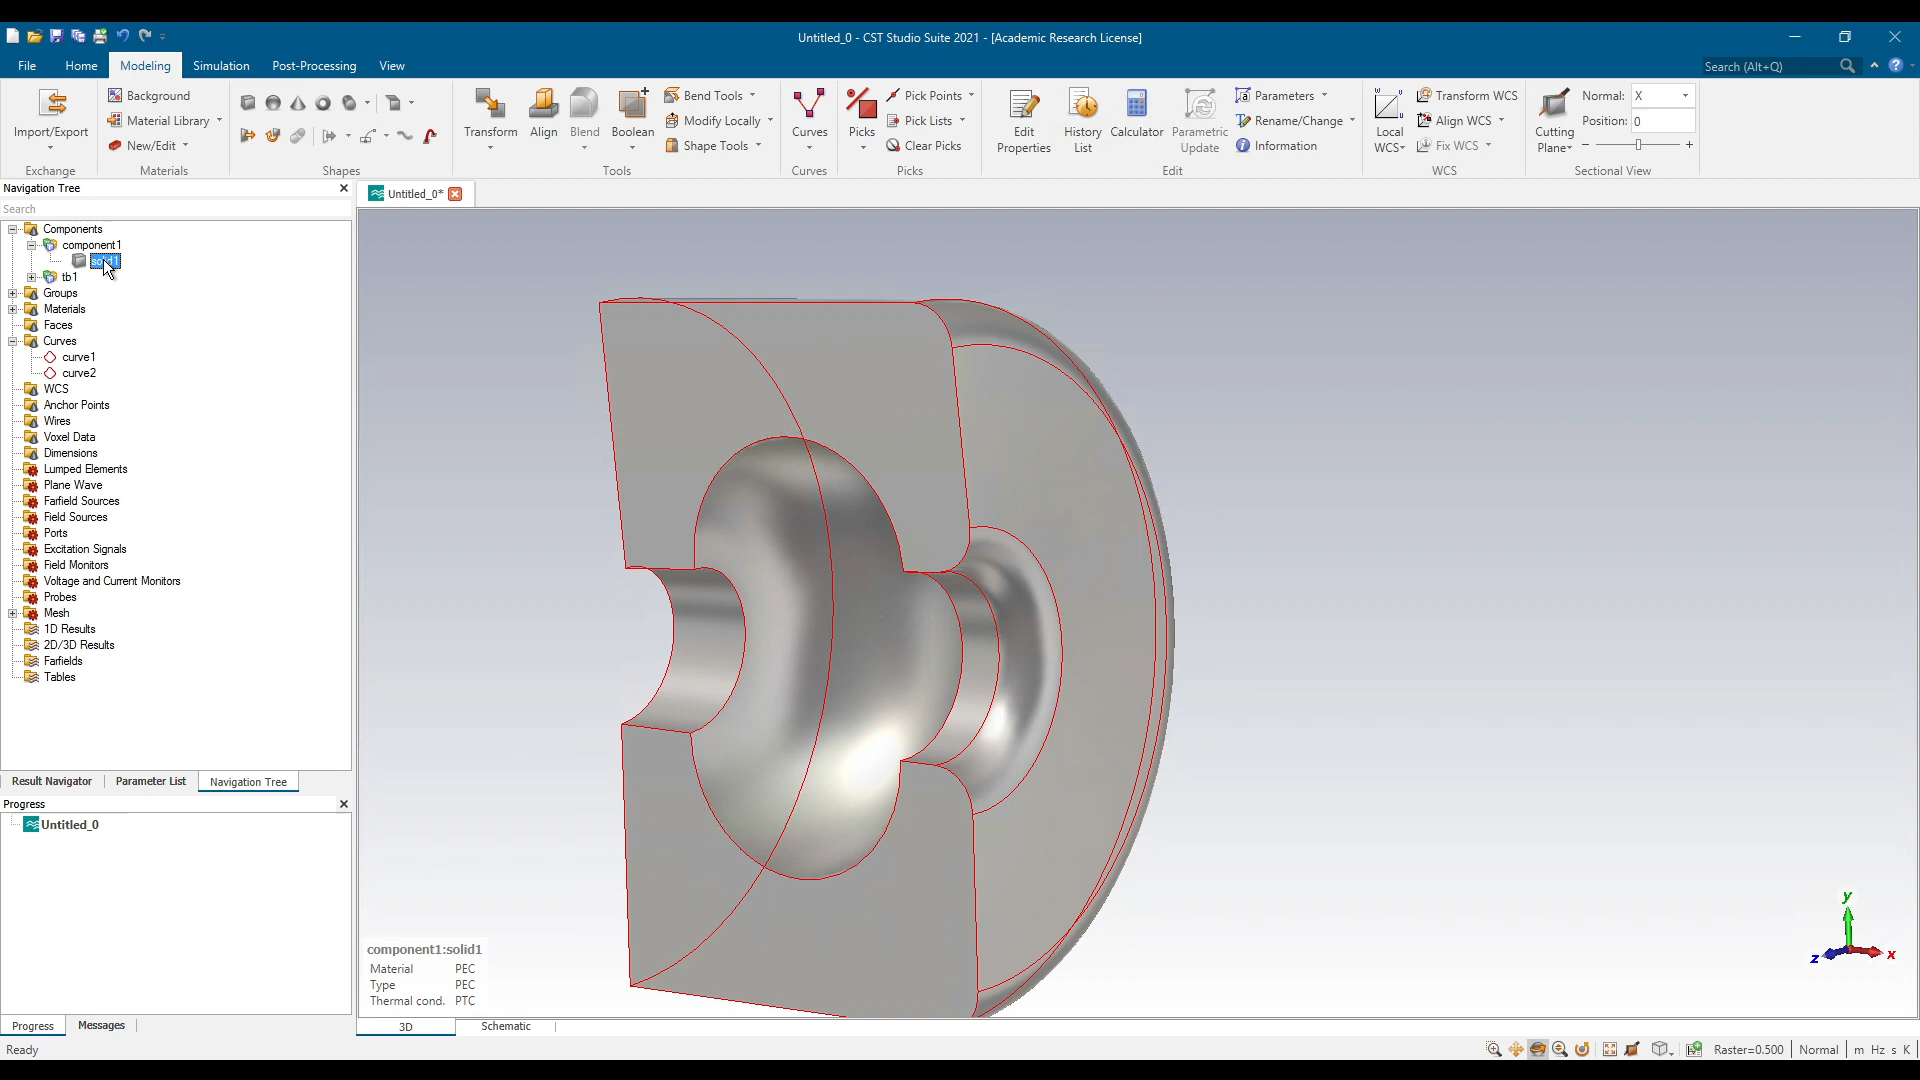 Untitled_0 - CST Studio Suite 2021 - [Academic Research License]
File Home Modeling Simulation Post-Processing View
Search (Alt+Q)
Import/Export
Exchange
Background
Material Library
New/Edit
Materials
Shapes
Transform
Align
Blend
Boolean
Bend Tools
Modify Locally
Shape Tools
Tools
Curves
Curves
Picks
Pick Points
Pick Lists
Clear Picks
Picks
Edit
Properties
History
List
Calculator
Parametric
Update
Parameters
Rename/Change
Information
Edit
Local
WCS
Transform WCS
Align WCS
Fix WCS
WCS
Cutting
Plane
Normal: X
Position: 0
Sectional View
Navigation Tree
Search
Untitled_0*
Components
component1
solid1
tb1
Groups
Materials
Faces
Curves
curve1
curve2
WCS
Anchor Points
Wires
Voxel Data
Dimensions
Lumped Elements
Plane Wave
Farfield Sources
Field Sources
Ports
Excitation Signals
Field Monitors
Voltage and Current Monitors
Probes
Mesh
1D Results
2D/3D Results
Farfields
Tables
Result Navigator Parameter List Navigation Tree
Progress
Untitled_0
component1:solid1
Material PEC
Type PEC
Thermal cond. PTC
y
z
x
Progress Messages
3D Schematic
Ready
Raster=0.500 Normal m Hz s K